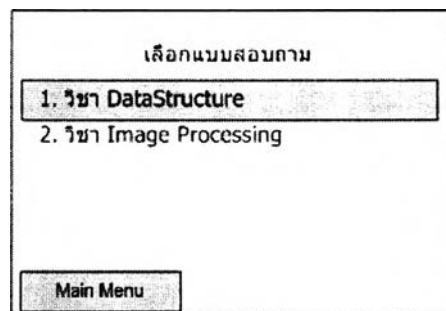 เลือกแบบสอบถาม
1. วิชา DataStructure
2. วิชา Image Processing
Main Menu